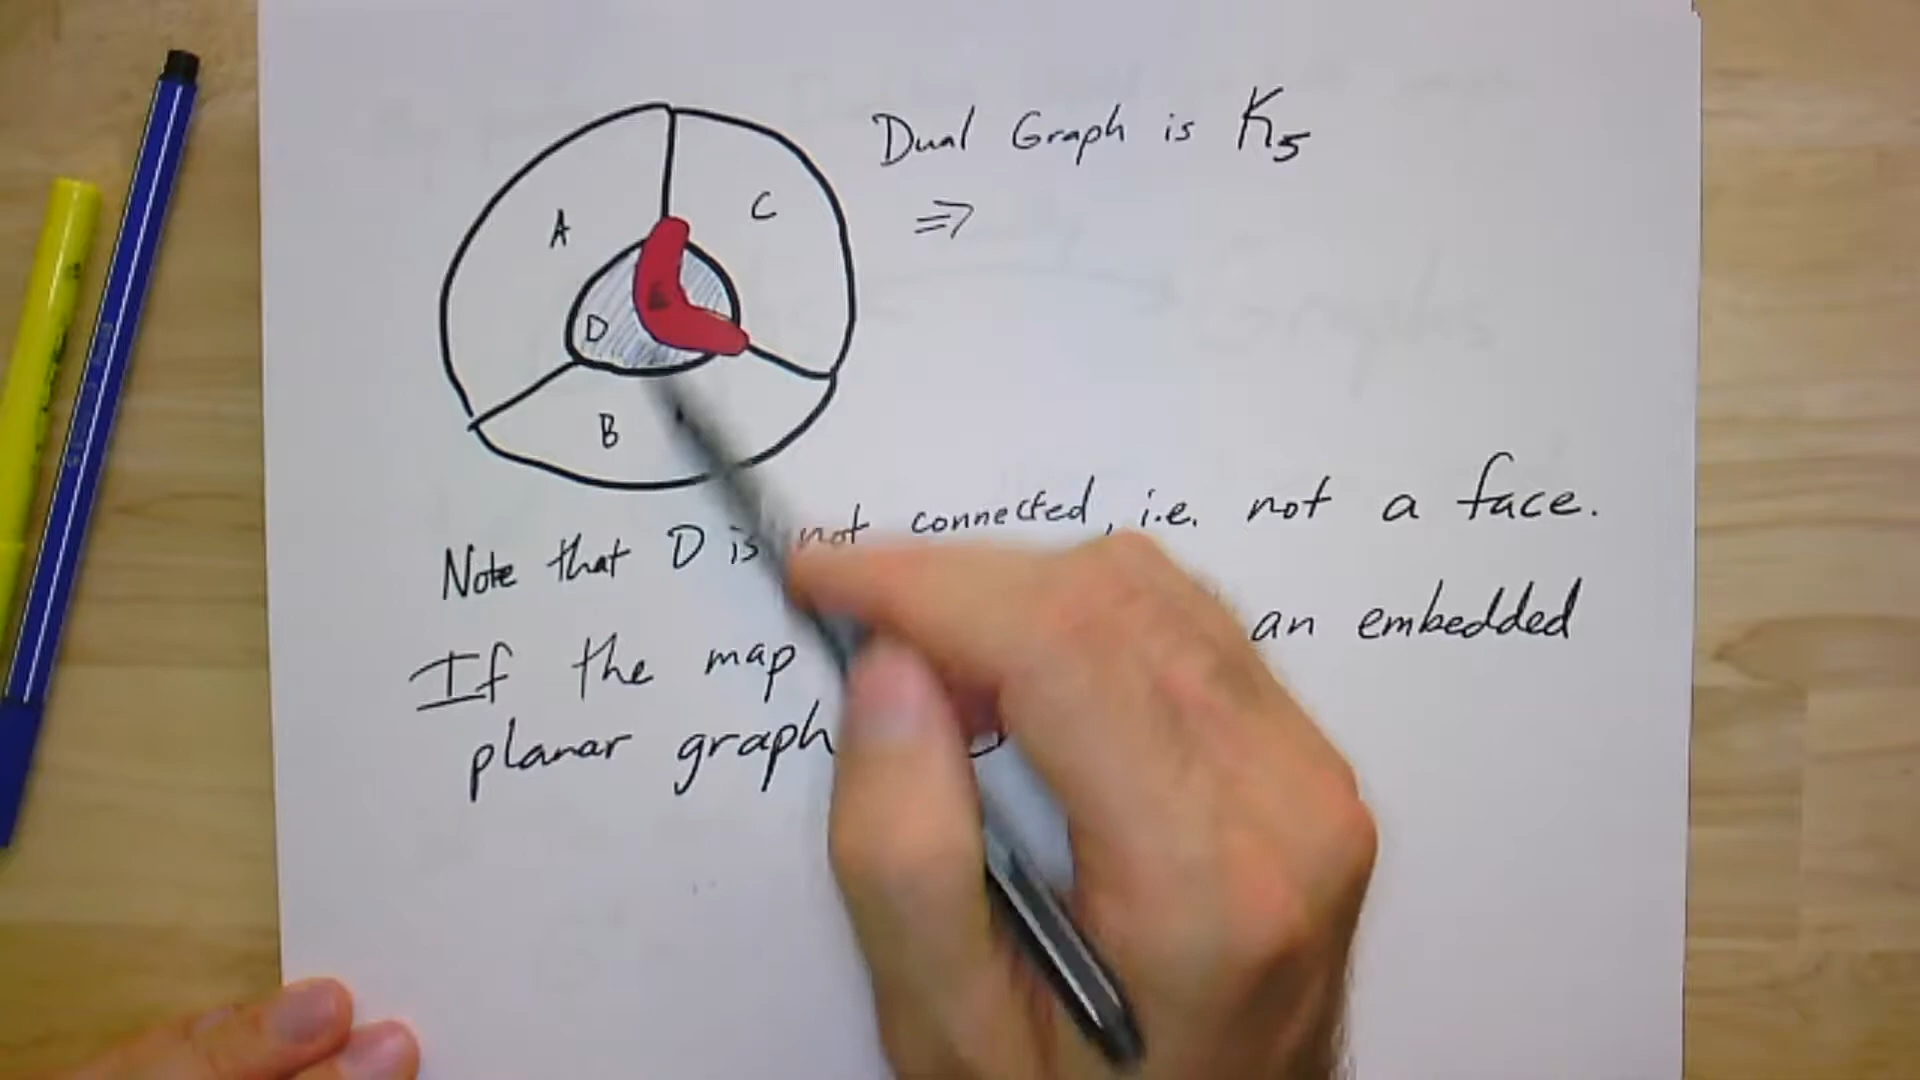 Dual Graph is K5
⇒
A
C
D
B
Note that D is not connected, i.e. not a face.
If the map an embedded
planar graph